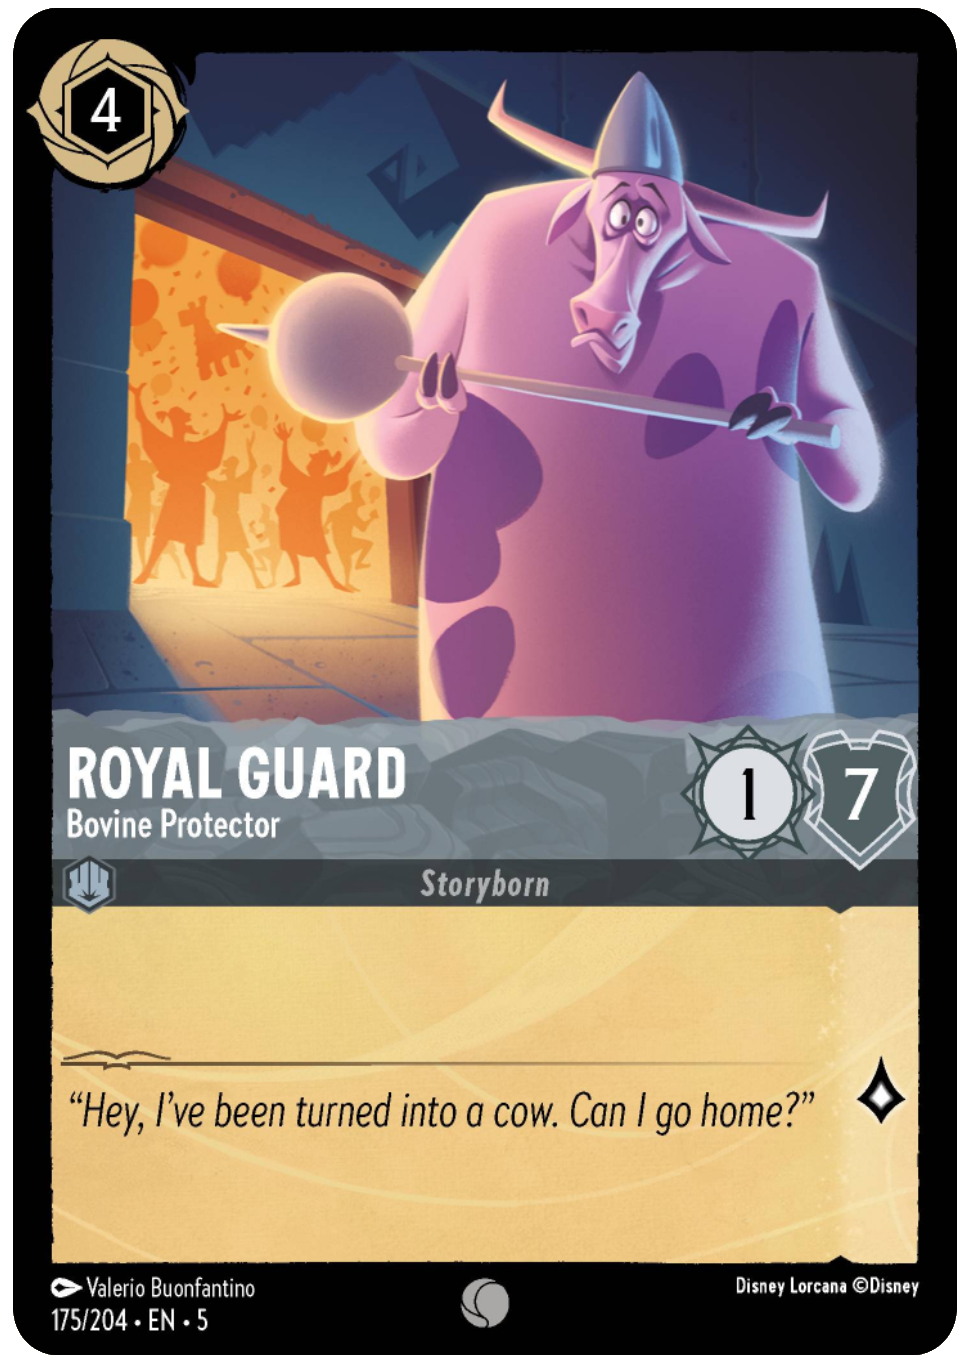 4
ROYAL GUARD
Bovine Protector
1
7
Storyborn
“Hey, I’ve been turned into a cow. Can I go home?”
Valerio Buonfantino
175/204 • EN • 5
Disney Lorcana ©Disney